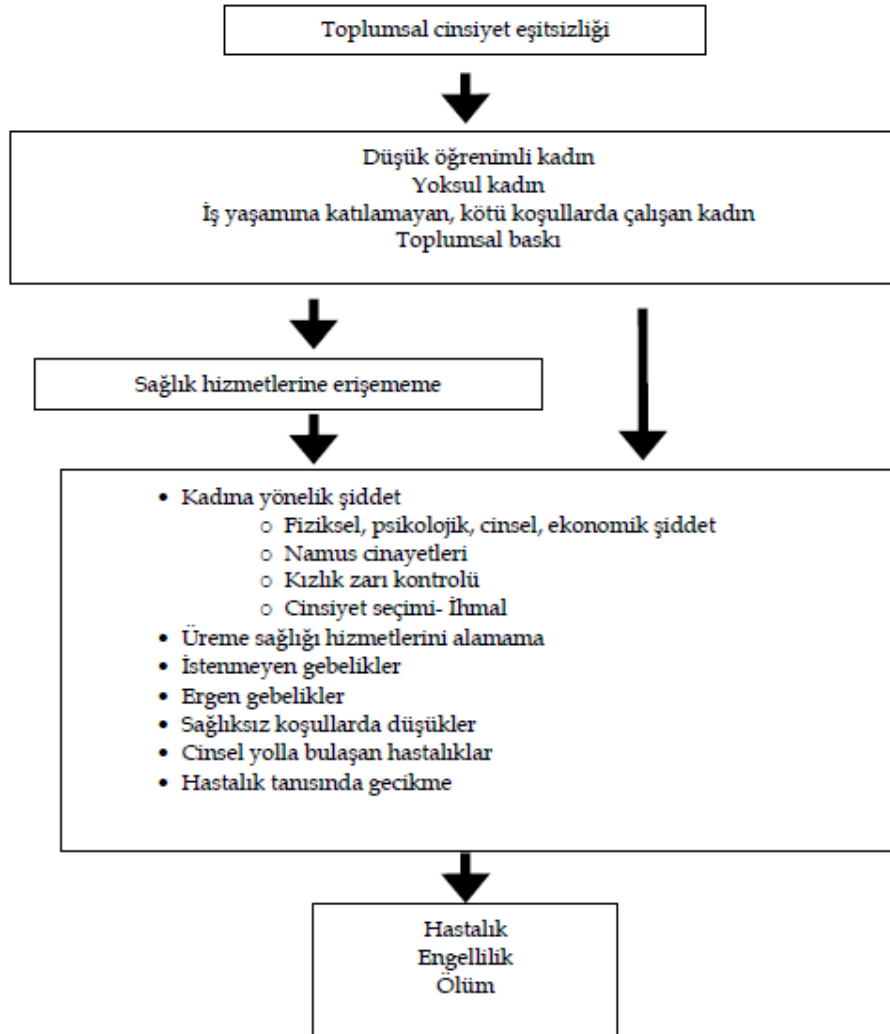 Toplumsal cinsiyet eşitsizliği
Düşük öğrenimli kadın
Yoksul kadın
İş yaşamına katılamayan, kötü koşullarda çalışan kadın
Toplumsal baskı
Sağlık hizmetlerine erişememe
• Kadına yönelik şiddet
o Fiziksel, psikolojik, cinsel, ekonomik şiddet
o Namus cinayetleri
o Kızlık zarı kontrolü
o Cinsiyet seçimi- İhmal
• Üreme sağlığı hizmetlerini alamama
• İstenmeyen gebelikler
• Ergen gebelikler
• Sağlıksız koşullarda düşükler
• Cinsel yolla bulaşan hastalıklar
• Hastalık tanısında gecikme
Hastalık
Engellilik
Ölüm